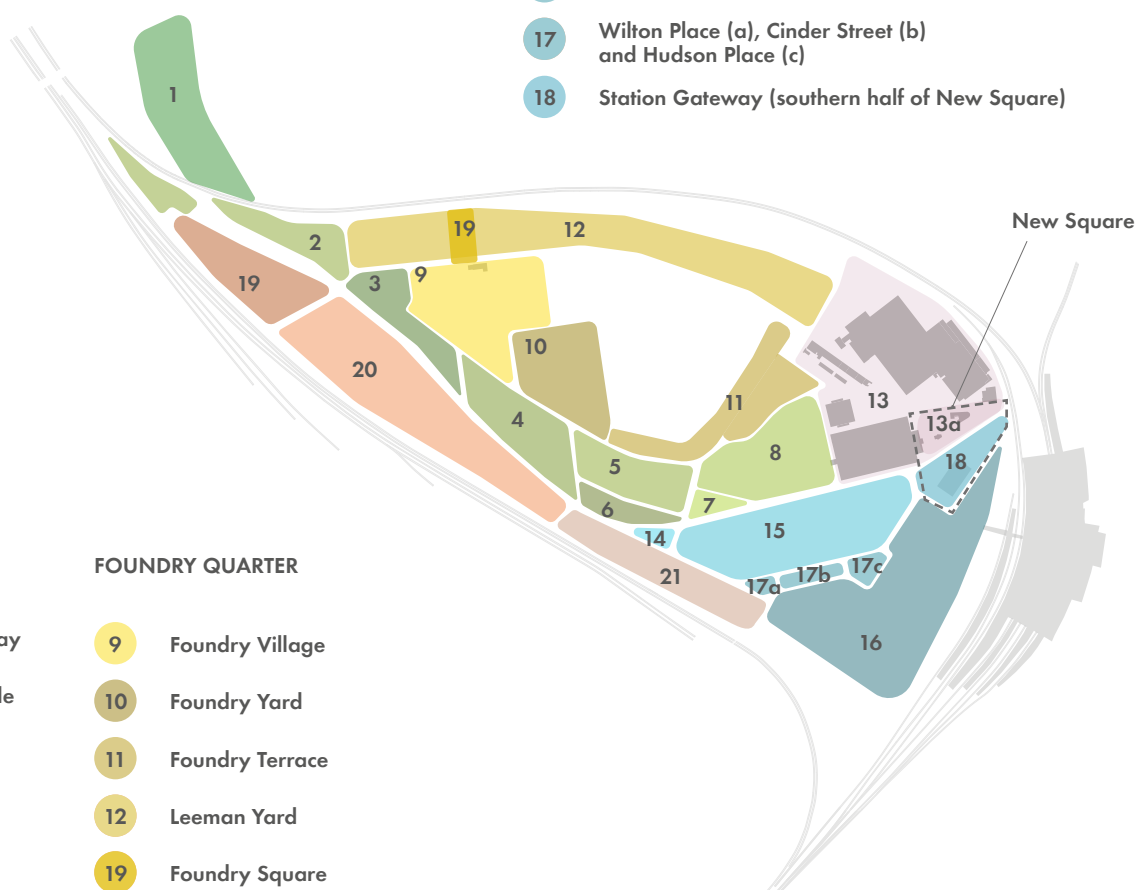 17 Wilton Place (a), Cinder Street (b)
and Hudson Place (c)
18 Station Gateway (southern half of New Square)
1
New Square
2
19
12
19
3
9
10
20
11
13
13a
4
8
18
5
7
6
14
15
17c
17b
17a
21
16
FOUNDRY QUARTER
ay
9 Foundry Village
le
10 Foundry Yard
11 Foundry Terrace
12 Leeman Yard
19 Foundry Square